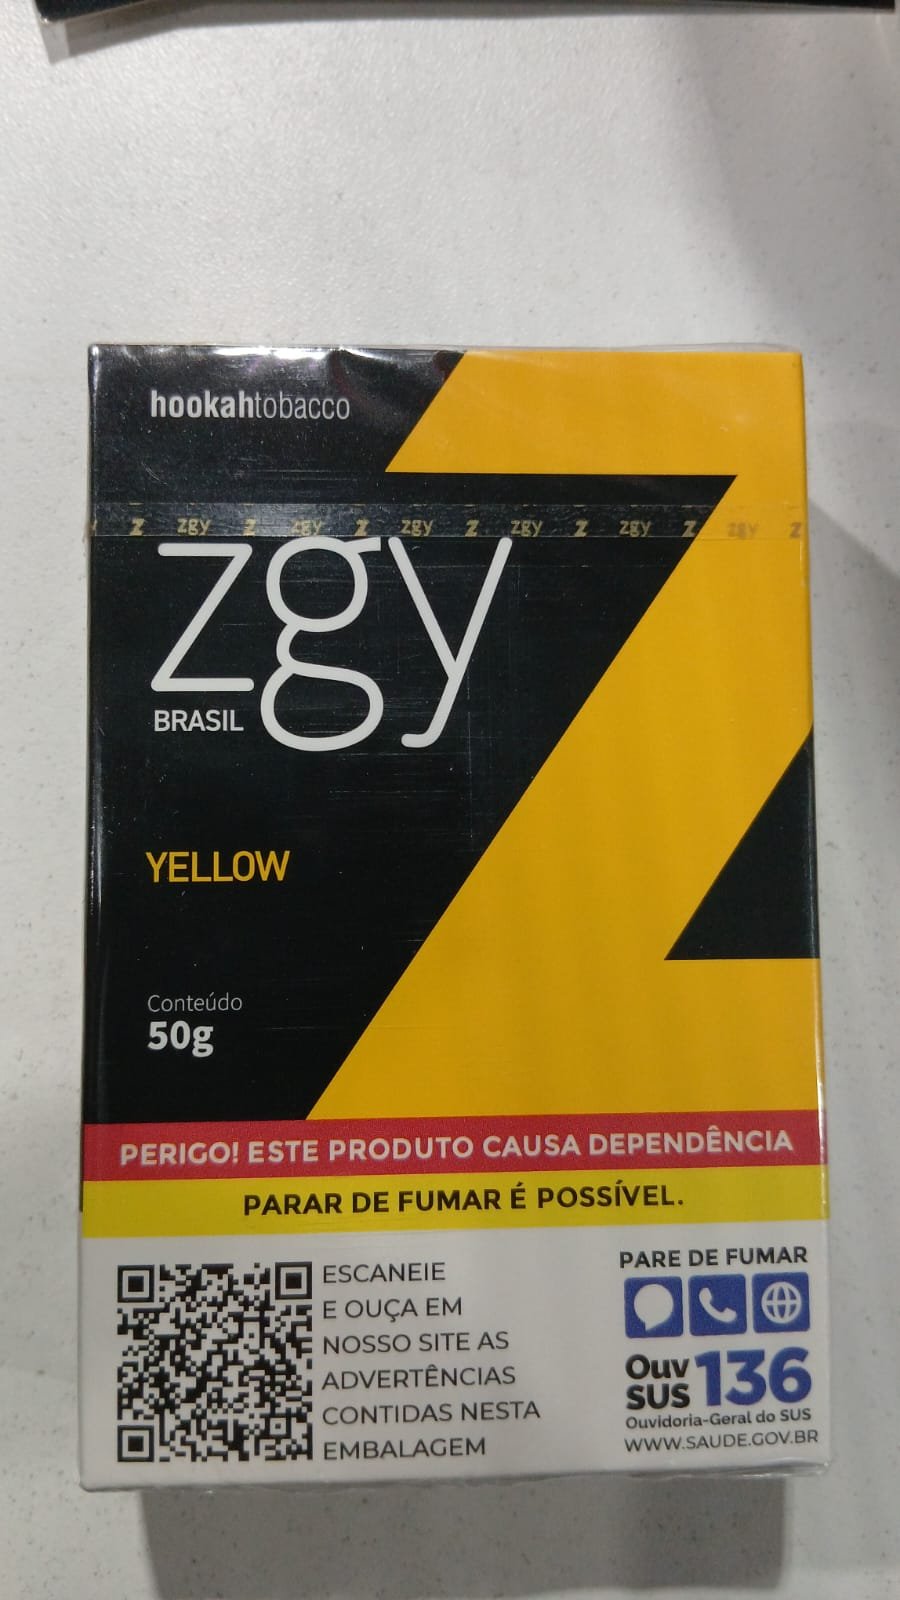 hookahtobacco
Z zgy Z zgy Z zgy Z zgy Z zgy Z zgy Z
zgy
BRASIL
YELLOW
Conteúdo
50g
PERIGO! ESTE PRODUTO CAUSA DEPENDÊNCIA
PARAR DE FUMAR É POSSÍVEL.
ESCANEIE
E OUÇA EM
NOSSO SITE AS
ADVERTÊNCIAS
CONTIDAS NESTA
EMBALAGEM
PARE DE FUMAR
Ouv
SUS 136
Ouvidoria-Geral do SUS
WWW.SAUDE.GOV.BR